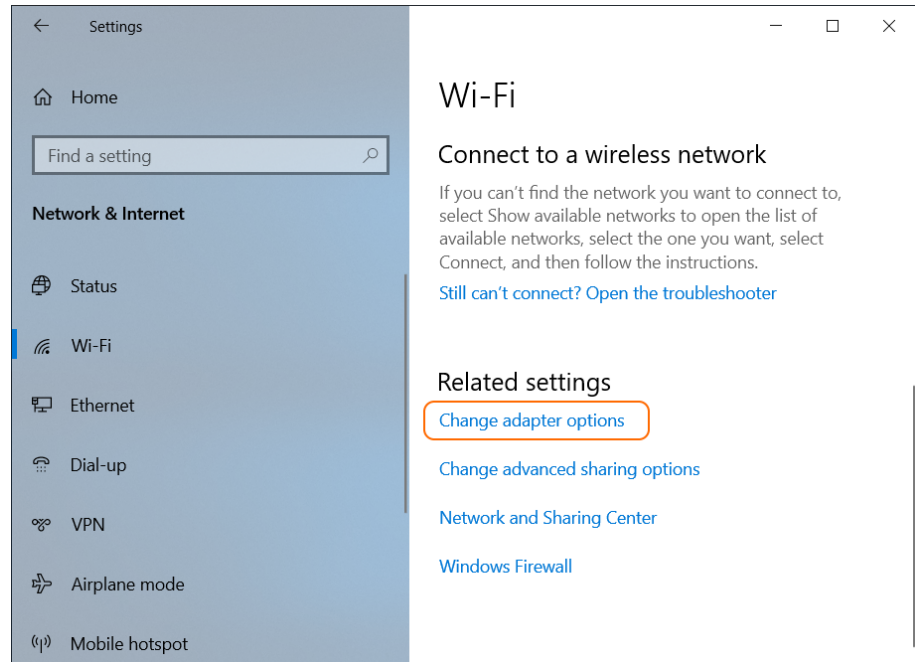 Settings
Home
Find a setting
Network & Internet
Status
Wi-Fi
Ethernet
Dial-up
VPN
Airplane mode
Mobile hotspot
Wi-Fi
Connect to a wireless network
If you can't find the network you want to connect to,
select Show available networks to open the list of
available networks, select the one you want, select
Connect, and then follow the instructions.
Still can't connect? Open the troubleshooter
Related settings
Change adapter options
Change advanced sharing options
Network and Sharing Center
Windows Firewall